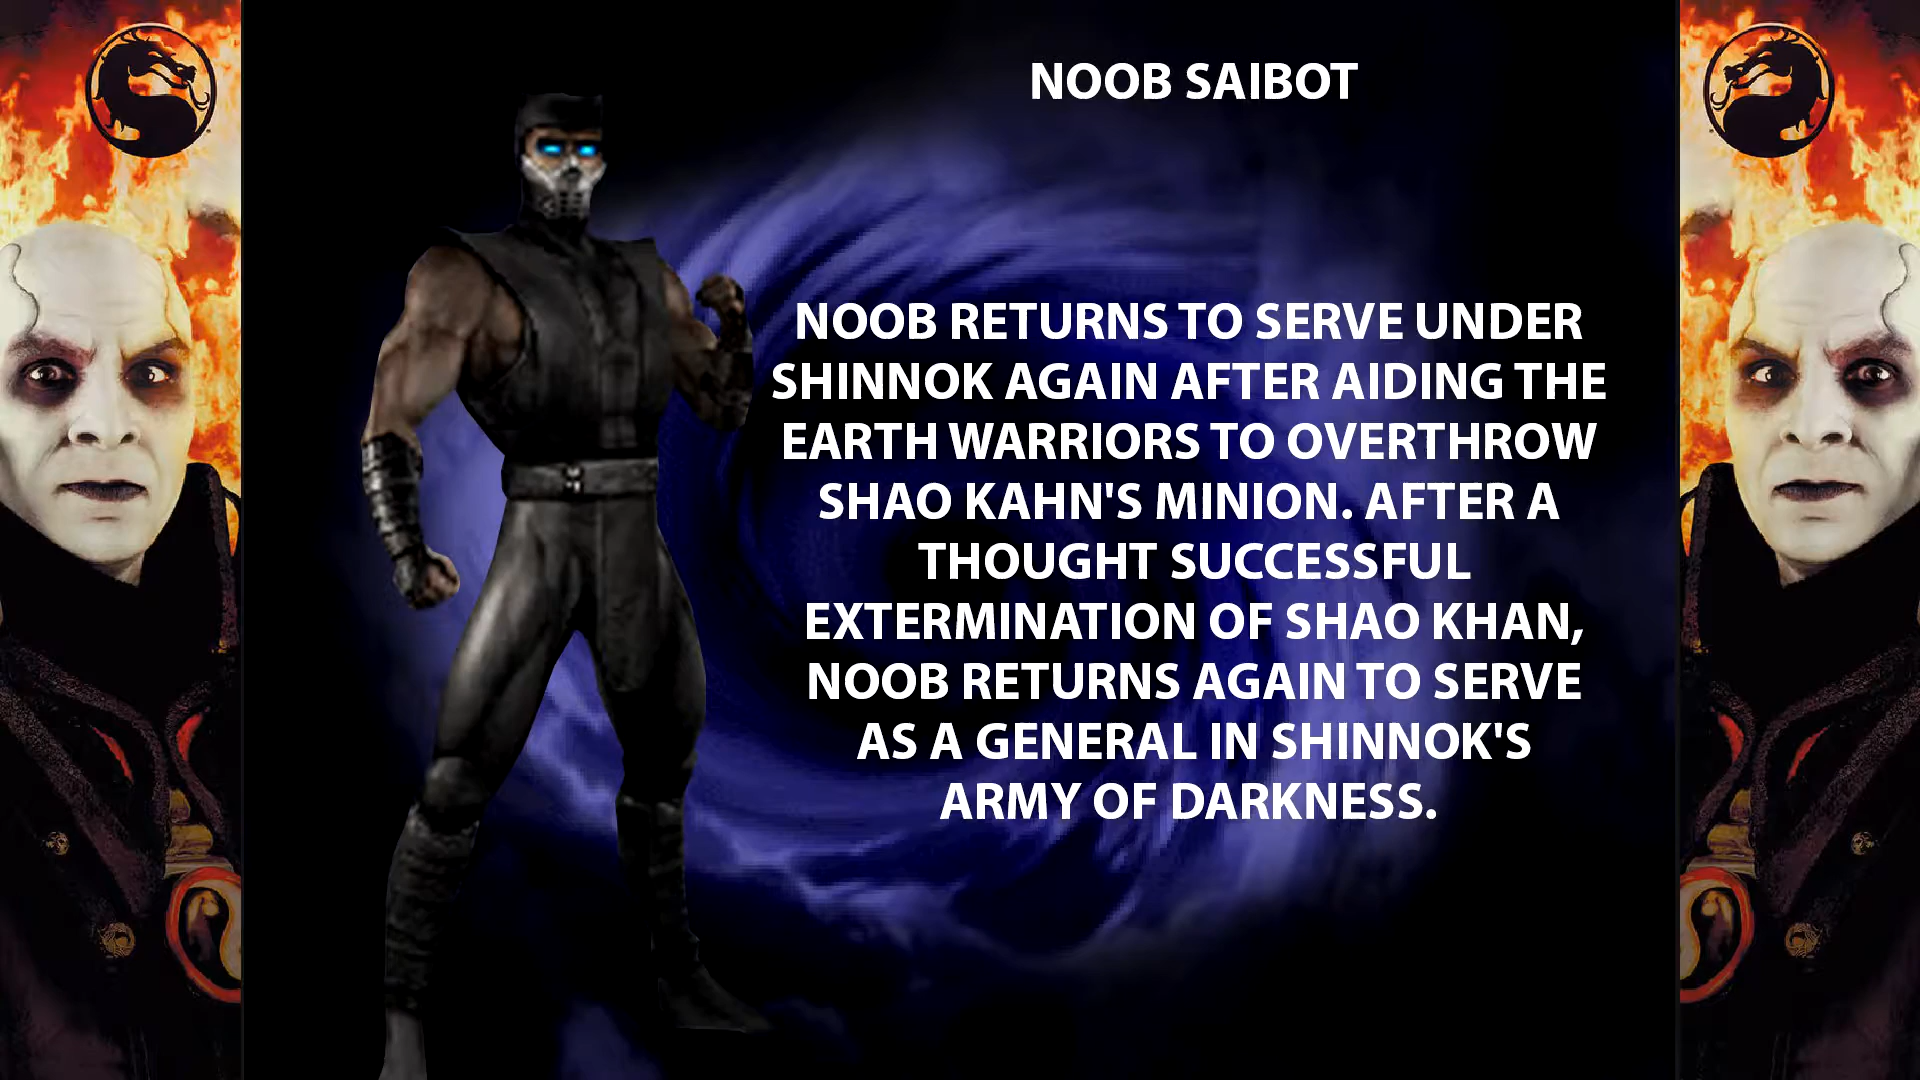 NOOB SAIBOT
NOOB RETURNS TO SERVE UNDER
SHINNOK AGAIN AFTER AIDING THE
EARTH WARRIORS TO OVERTHROW
SHAO KAHN'S MINION. AFTER A
THOUGHT SUCCESSFUL
EXTERMINATION OF SHAO KHAN,
NOOB RETURNS AGAIN TO SERVE
AS A GENERAL IN SHINNOK'S
ARMY OF DARKNESS.